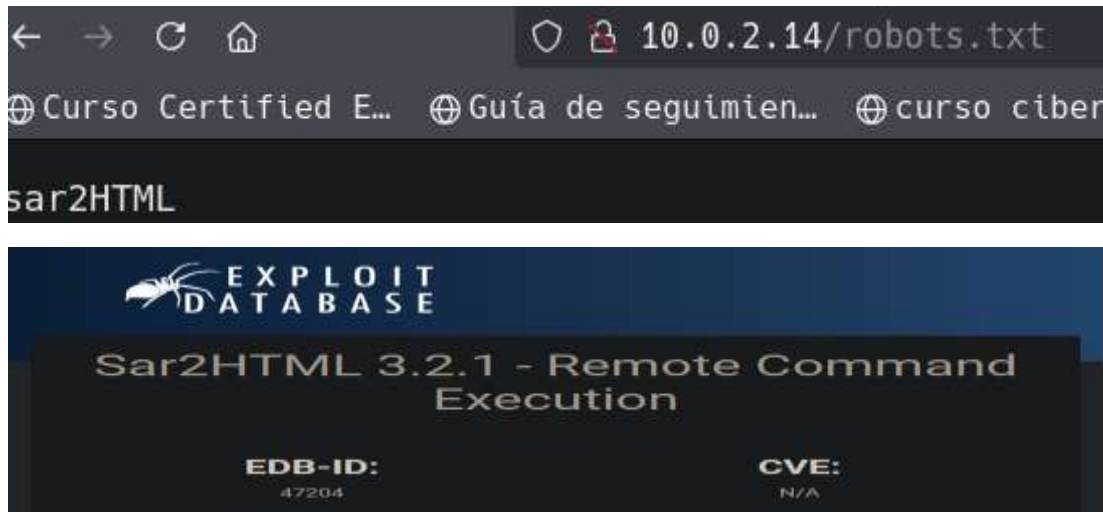 10.0.2.14/robots.txt
Curso Certified E… Guía de seguimien… curso ciber
sar2HTML
EXPLOIT
DATABASE
Sar2HTML 3.2.1 - Remote Command
Execution
EDB-ID: CVE:
47204 N/A